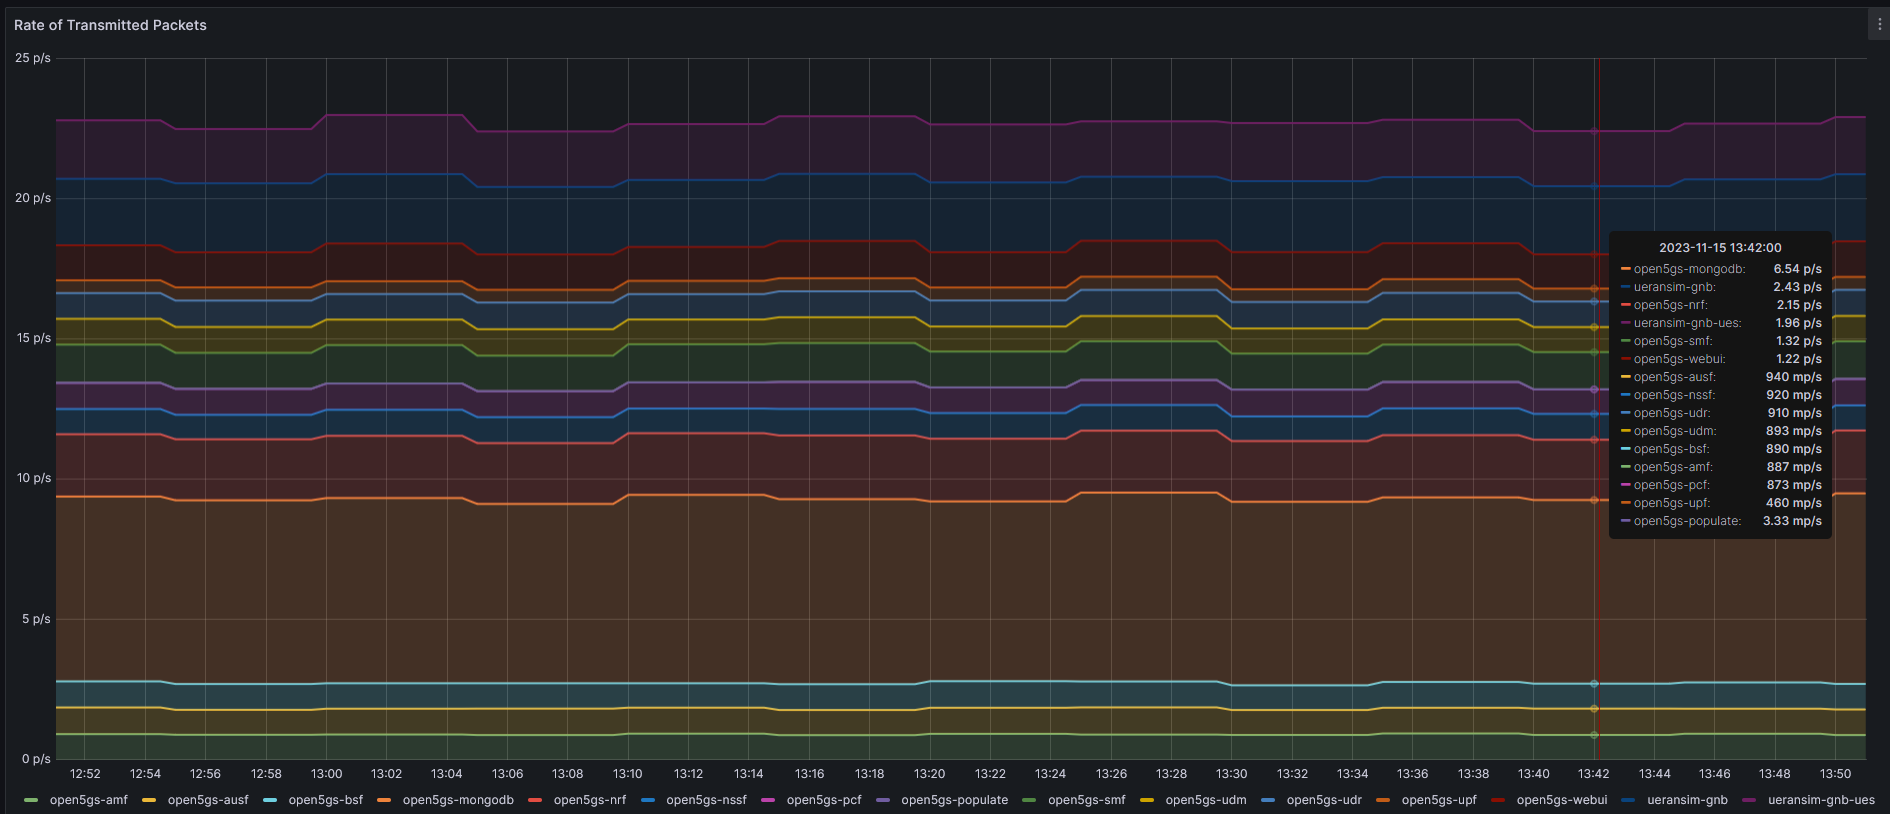 Rate of Transmitted Packets
25 p/s
20 p/s
15 p/s
10 p/s
5 p/s
0 p/s
12:52 12:54 12:56 12:58 13:00 13:02 13:04 13:06 13:08 13:10 13:12 13:14 13:16 13:18 13:20 13:22 13:24 13:26 13:28 13:30 13:32 13:34 13:36 13:38 13:40 13:42 13:44 13:46 13:48 13:50
2023-11-15 13:42:00
open5gs-mongodb: 6.54 p/s
ueransim-gnb: 2.43 p/s
open5gs-nrf: 2.15 p/s
ueransim-gnb-ues: 1.96 p/s
open5gs-smf: 1.32 p/s
open5gs-webui: 1.22 p/s
open5gs-ausf: 940 mp/s
open5gs-nssf: 920 mp/s
open5gs-udr: 910 mp/s
open5gs-udm: 893 mp/s
open5gs-bsf: 890 mp/s
open5gs-amf: 887 mp/s
open5gs-pcf: 873 mp/s
open5gs-upf: 460 mp/s
open5gs-populate: 3.33 mp/s
open5gs-amf open5gs-ausf open5gs-bsf open5gs-mongodb open5gs-nrf open5gs-nssf open5gs-pcf open5gs-populate open5gs-smf open5gs-udm open5gs-udr open5gs-upf open5gs-webui ueransim-gnb ueransim-gnb-ues